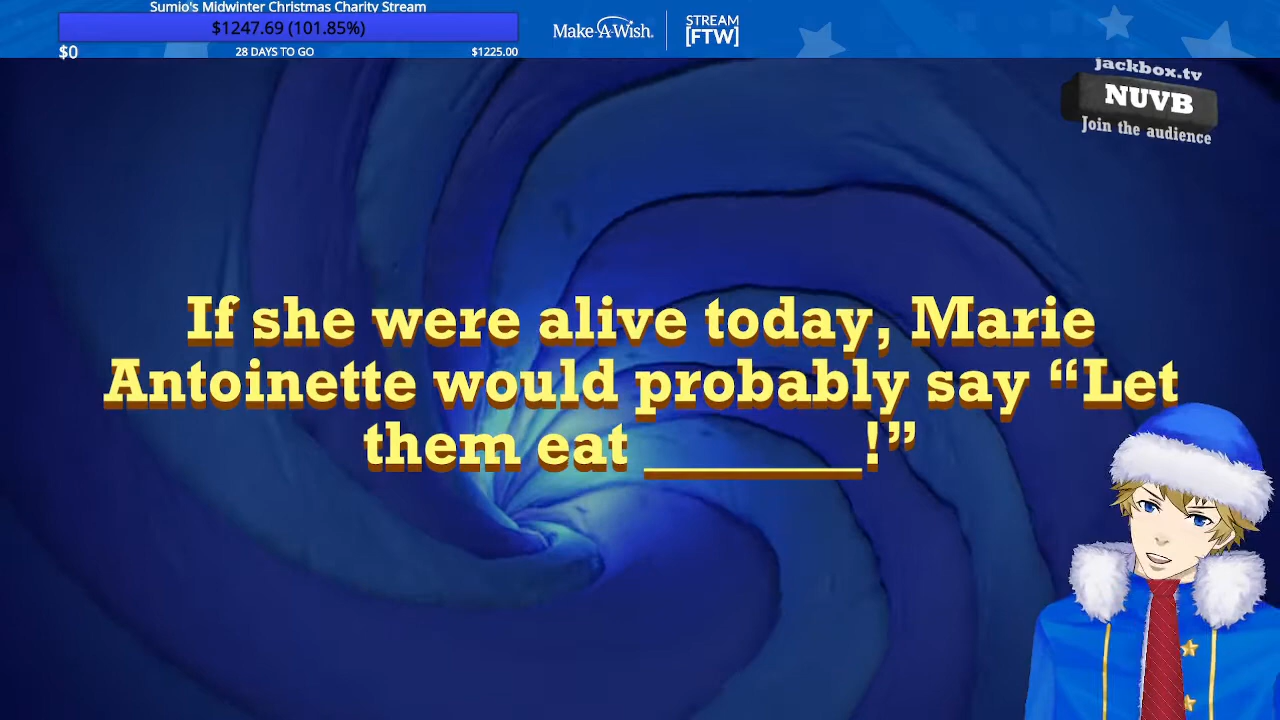 Sumio's Midwinter Christmas Charity Stream
$1247.69 (101.85%)
$0
28 DAYS TO GO
$1225.00
Make-A-Wish.
STREAM
[FTW]
jackbox.tv
NUVB
Join the audience
If she were alive today, Marie
Antoinette would probably say “Let
them eat ______!”